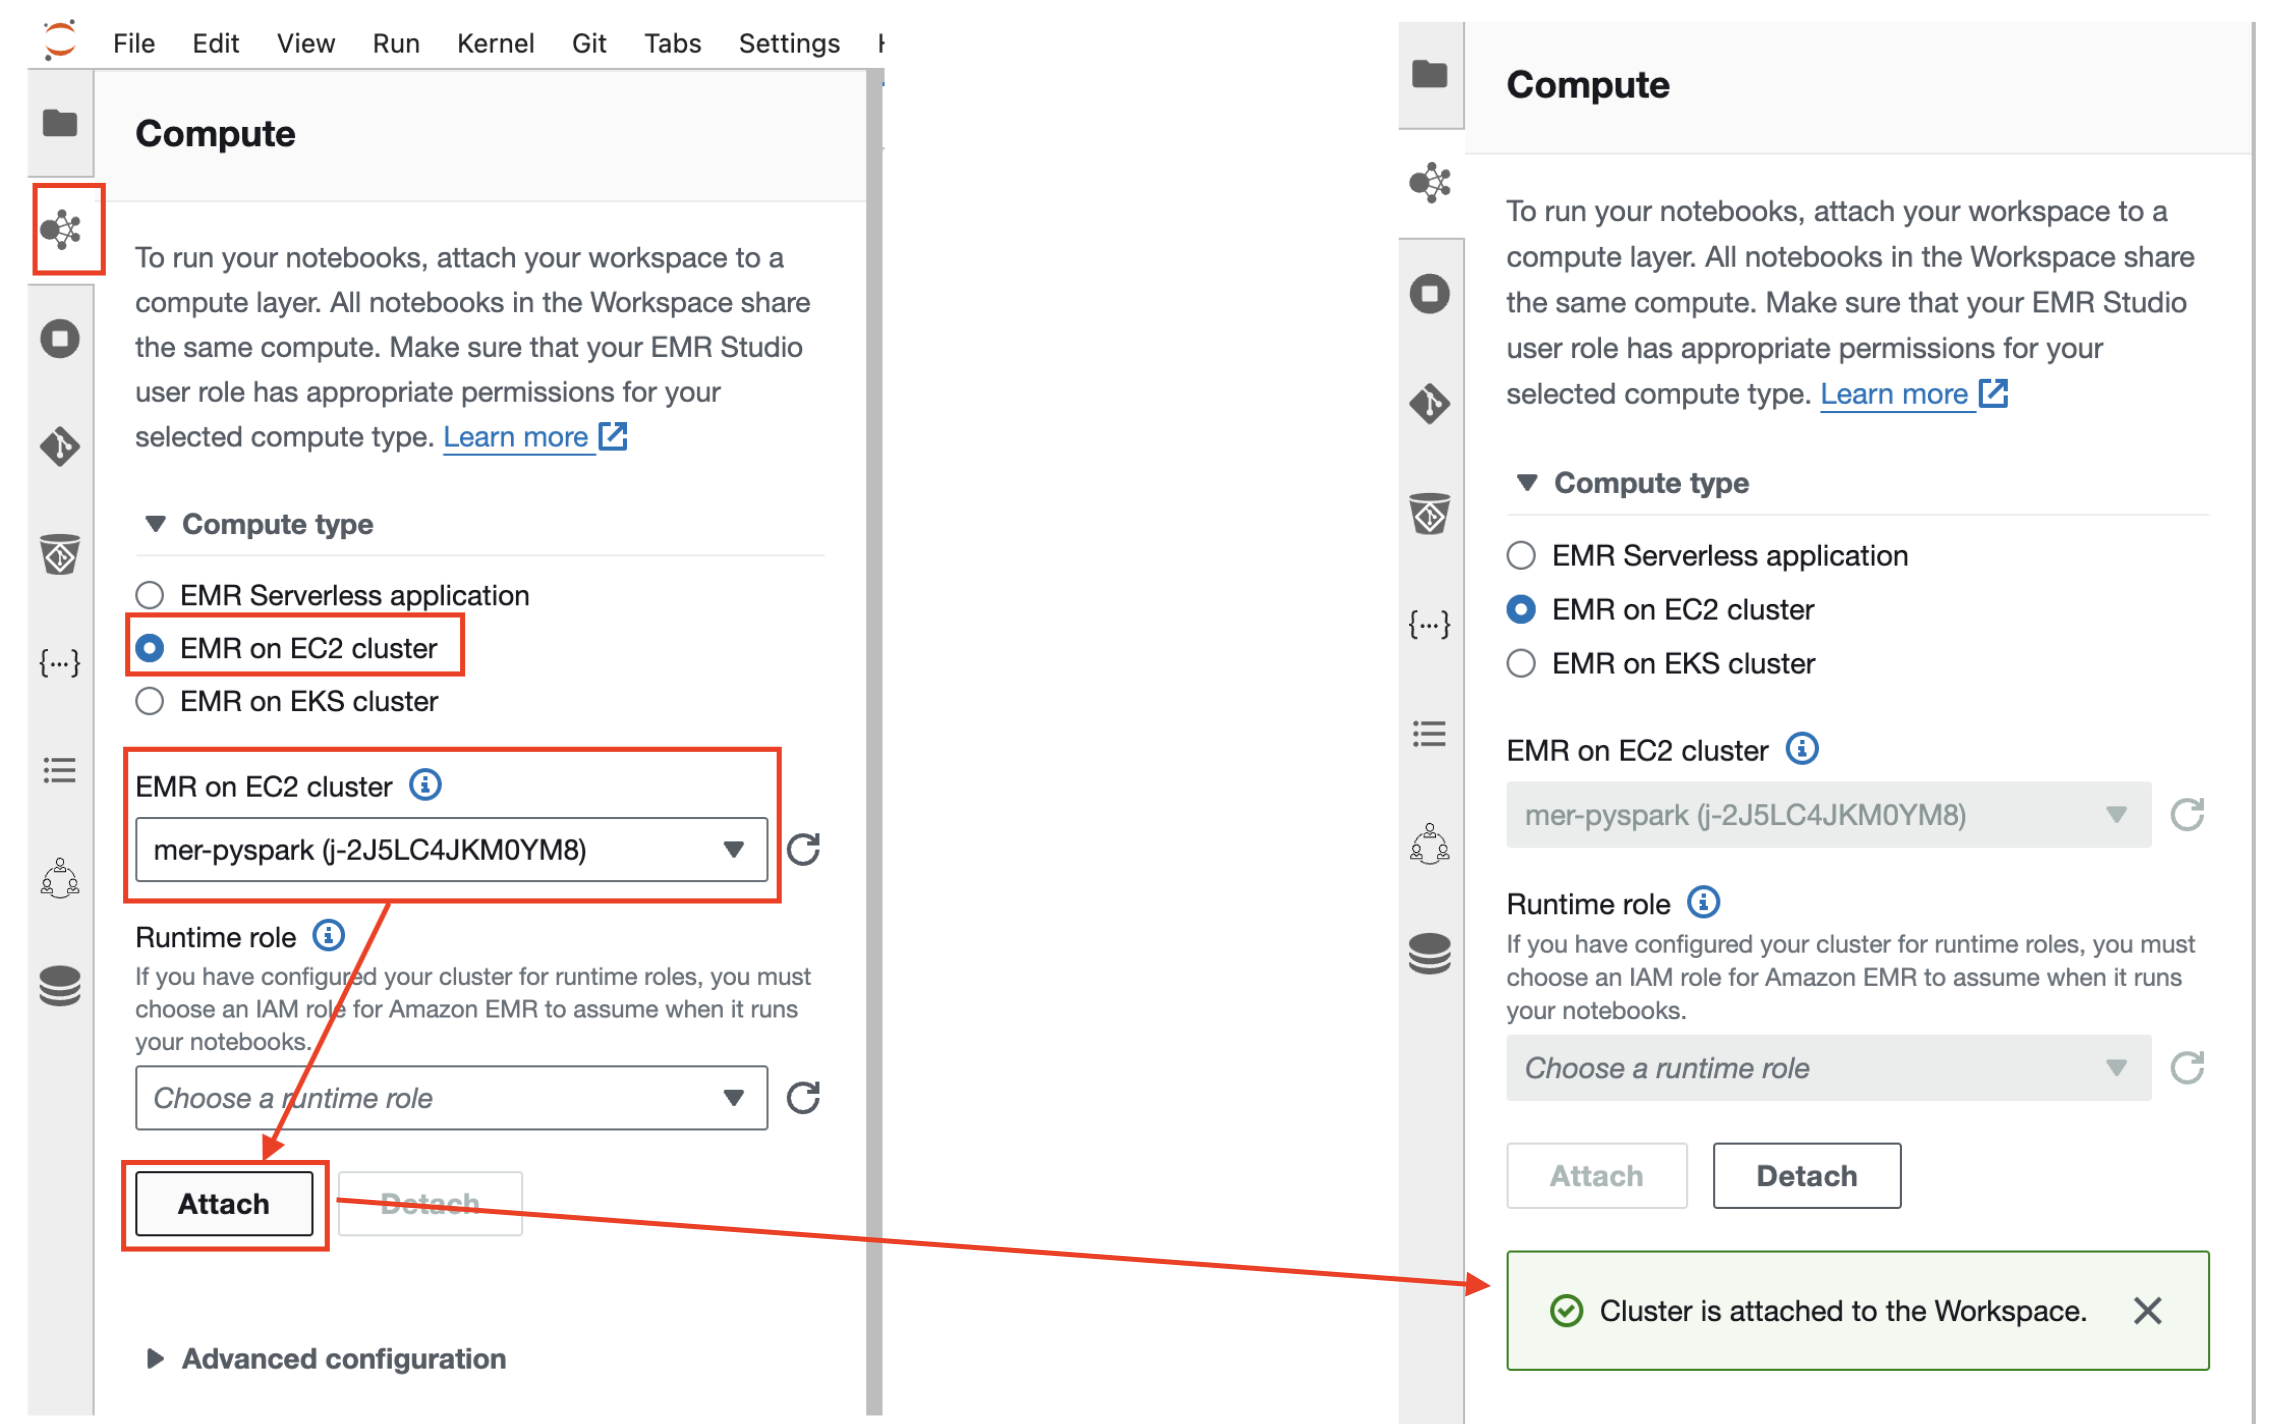 File Edit View Run Kernel Git Tabs Settings
Compute
To run your notebooks, attach your workspace to a
compute layer. All notebooks in the Workspace share
the same compute. Make sure that your EMR Studio
user role has appropriate permissions for your
selected compute type. Learn more
Compute type
EMR Serverless application
EMR on EC2 cluster
EMR on EKS cluster
EMR on EC2 cluster
mer-pyspark (j-2J5LC4JKM0YM8)
Runtime role
If you have configured your cluster for runtime roles, you must
choose an IAM role for Amazon EMR to assume when it runs
your notebooks.
Choose a runtime role
Attach Detach
Advanced configuration
Compute
To run your notebooks, attach your workspace to a
compute layer. All notebooks in the Workspace share
the same compute. Make sure that your EMR Studio
user role has appropriate permissions for your
selected compute type. Learn more
Compute type
EMR Serverless application
EMR on EC2 cluster
EMR on EKS cluster
EMR on EC2 cluster
mer-pyspark (j-2J5LC4JKM0YM8)
Runtime role
If you have configured your cluster for runtime roles, you must
choose an IAM role for Amazon EMR to assume when it runs
your notebooks.
Choose a runtime role
Attach Detach
Cluster is attached to the Workspace.